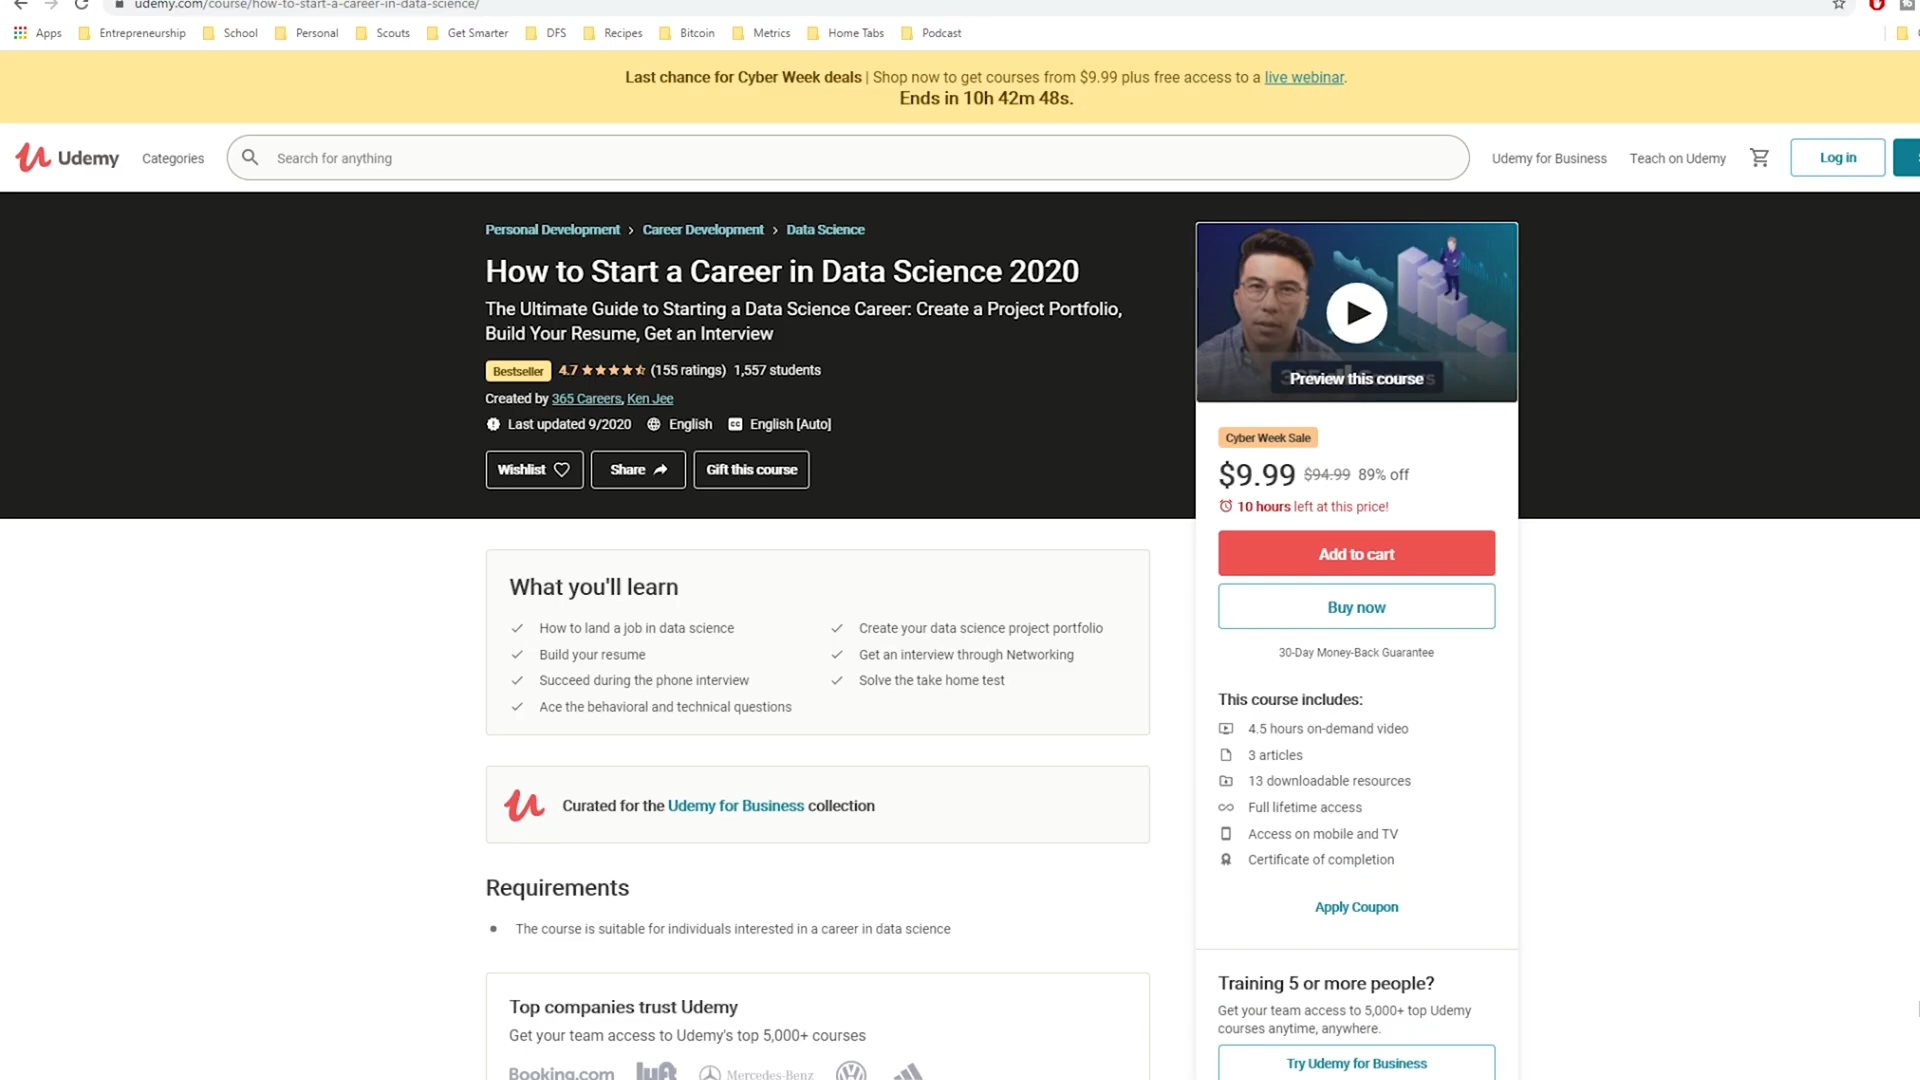 udemy.com/course/how-to-start-a-career-in-data-science/
Apps Entrepreneurship School Personal Scouts Get Smarter DFS Recipes Bitcoin Metrics Home Tabs Podcast
Last chance for Cyber Week deals | Shop now to get courses from $9.99 plus free access to a live webinar.
Ends in 10h 42m 48s.
Udemy Categories Search for anything Udemy for Business Teach on Udemy Log in
Personal Development › Career Development › Data Science
How to Start a Career in Data Science 2020
The Ultimate Guide to Starting a Data Science Career: Create a Project Portfolio,
Build Your Resume, Get an Interview
Bestseller 4.7 (155 ratings) 1,557 students
Created by 365 Careers, Ken Jee
Last updated 9/2020 English CC English [Auto]
Wishlist Share Gift this course
What you'll learn
How to land a job in data science
Build your resume
Succeed during the phone interview
Ace the behavioral and technical questions
Create your data science project portfolio
Get an interview through Networking
Solve the take home test
Curated for the Udemy for Business collection
Requirements
The course is suitable for individuals interested in a career in data science
Top companies trust Udemy
Get your team access to Udemy's top 5,000+ courses
Booking.com lyft Mercedes-Benz
Preview this course
Cyber Week Sale
$9.99 $94.99 89% off
10 hours left at this price!
Add to cart
Buy now
30-Day Money-Back Guarantee
This course includes:
4.5 hours on-demand video
3 articles
13 downloadable resources
Full lifetime access
Access on mobile and TV
Certificate of completion
Apply Coupon
Training 5 or more people?
Get your team access to 5,000+ top Udemy
courses anytime, anywhere.
Try Udemy for Business